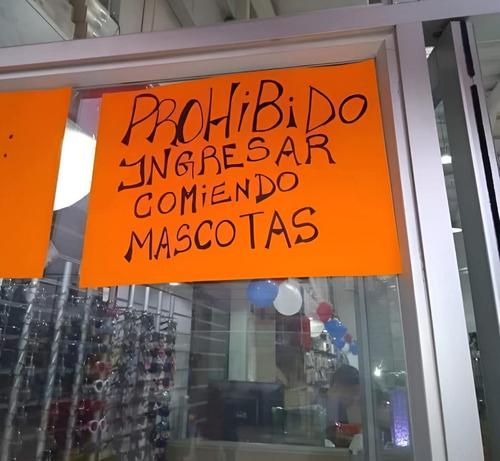 PROHiBiDO
INGRESAR
COMiENDO
MASCOTAS